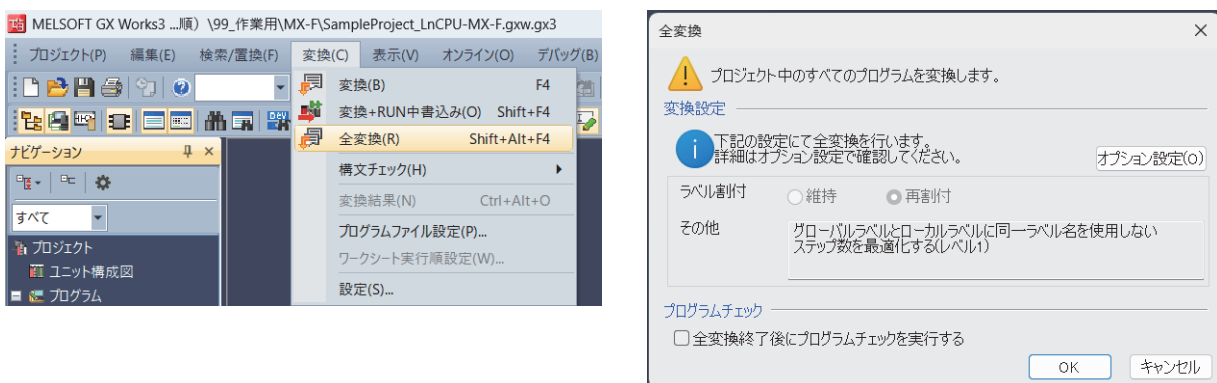 MELSOFT GX Works3 ...順）\99_作業用\MX-F\SampleProject_LnCPU-MX-F.gxw.gx3
プロジェクト(P) 編集(E) 検索/置換(F) 変換(C) 表示(V) オンライン(O) デバッグ(B)
変換(B) F4
変換+RUN中書込み(O) Shift+F4
全変換(R) Shift+Alt+F4
構文チェック(H)
変換結果(N) Ctrl+Alt+O
プログラムファイル設定(P)...
ワークシート実行順設定(W)...
設定(S)...
ナビゲーション
すべて
プロジェクト
ユニット構成図
プログラム
全変換
プロジェクト中のすべてのプログラムを変換します。
変換設定
下記の設定にて全変換を行います。
詳細はオプション設定で確認してください。
オプション設定(O)
ラベル割付 維持 再割付
その他 グローバルラベルとローカルラベルに同一ラベル名を使用しない
ステップ数を最適化する(レベル1)
プログラムチェック
全変換終了後にプログラムチェックを実行する
OK キャンセル